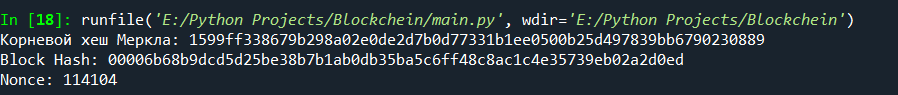 In [18]: runfile('E:/Python Projects/Blockchein/main.py', wdir='E:/Python Projects/Blockchein')
Корневой хеш Меркла: 1599ff338679b298a02e0de2d7b0d77331b1ee0500b25d497839bb6790230889
Block Hash: 00006b68b9dcd5d25be38b7b1ab0db35ba5c6ff48c8ac1c4e35739eb02a2d0ed
Nonce: 114104